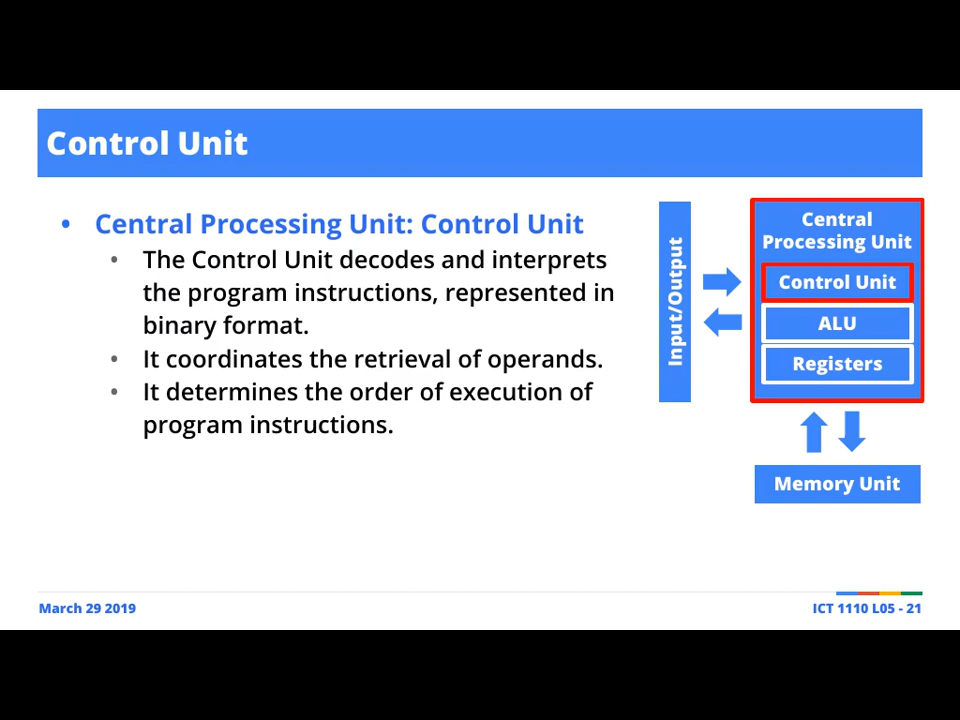 Control Unit
• Central Processing Unit: Control Unit
• The Control Unit decodes and interprets
the program instructions, represented in
binary format.
• It coordinates the retrieval of operands.
• It determines the order of execution of
program instructions.
Input/Output
Central
Processing Unit
Control Unit
ALU
Registers
Memory Unit
March 29 2019
ICT 1110 L05 - 21